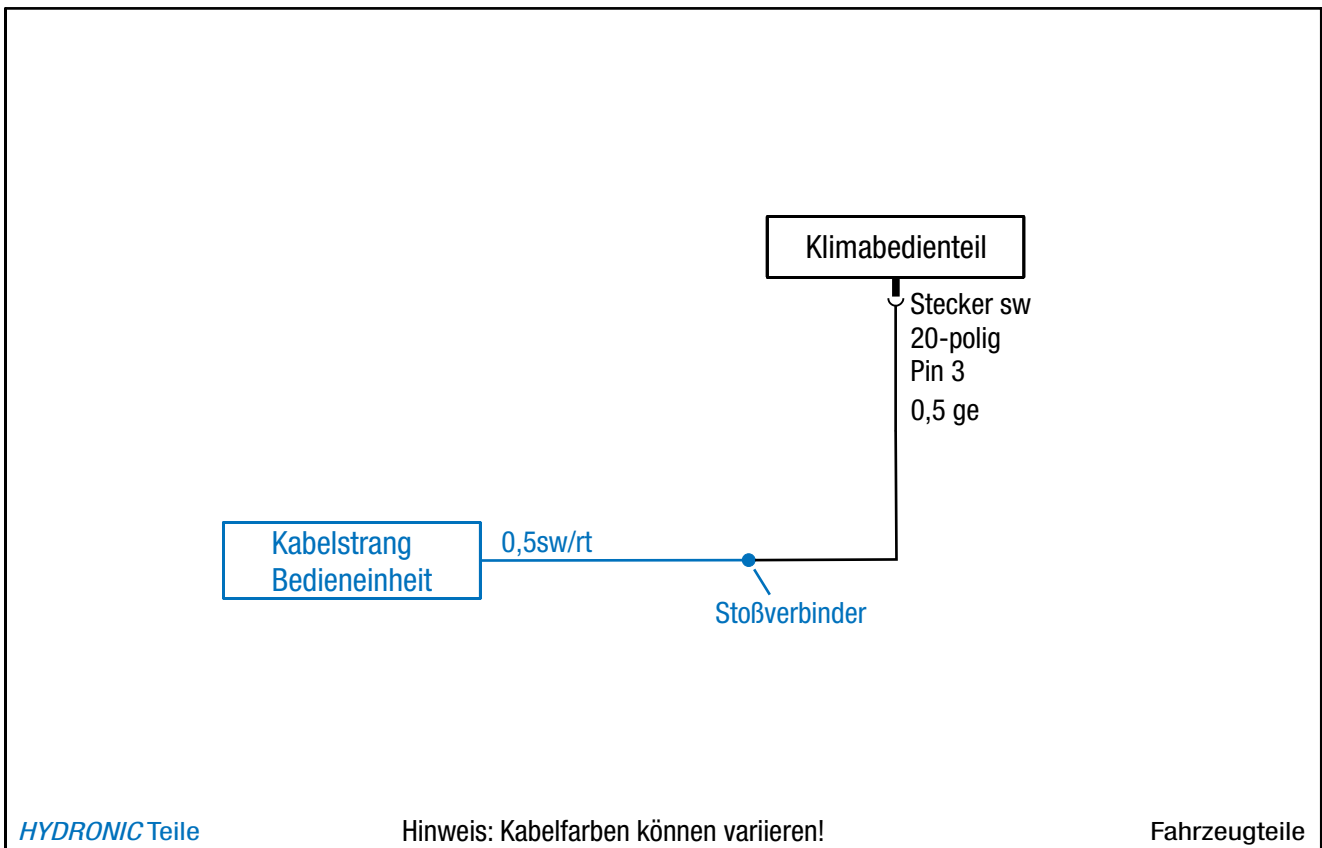 Klimabedienteil
Stecker sw
20-polig
Pin 3
0,5 ge
Kabelstrang
Bedieneinheit
0,5sw/rt
Stoßverbinder
HYDRONIC Teile
Hinweis: Kabelfarben können variieren!
Fahrzeugteile